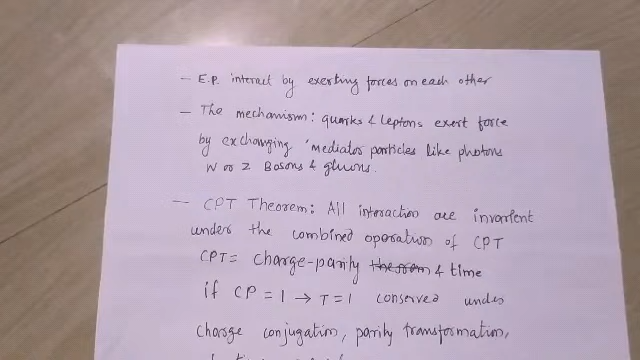 - E.P. interact by exerting forces on each other
- The mechanism: quarks & leptons exert force
by exchanging 'mediator particles like photons
W or Z Bosons & gluons.
- CPT Theorem: All interaction are invarient
under the combined operation of CPT
CPT = charge-parity theorem & time
if CP = 1 → T = 1 conserved under
charge conjugation, parity transformation,